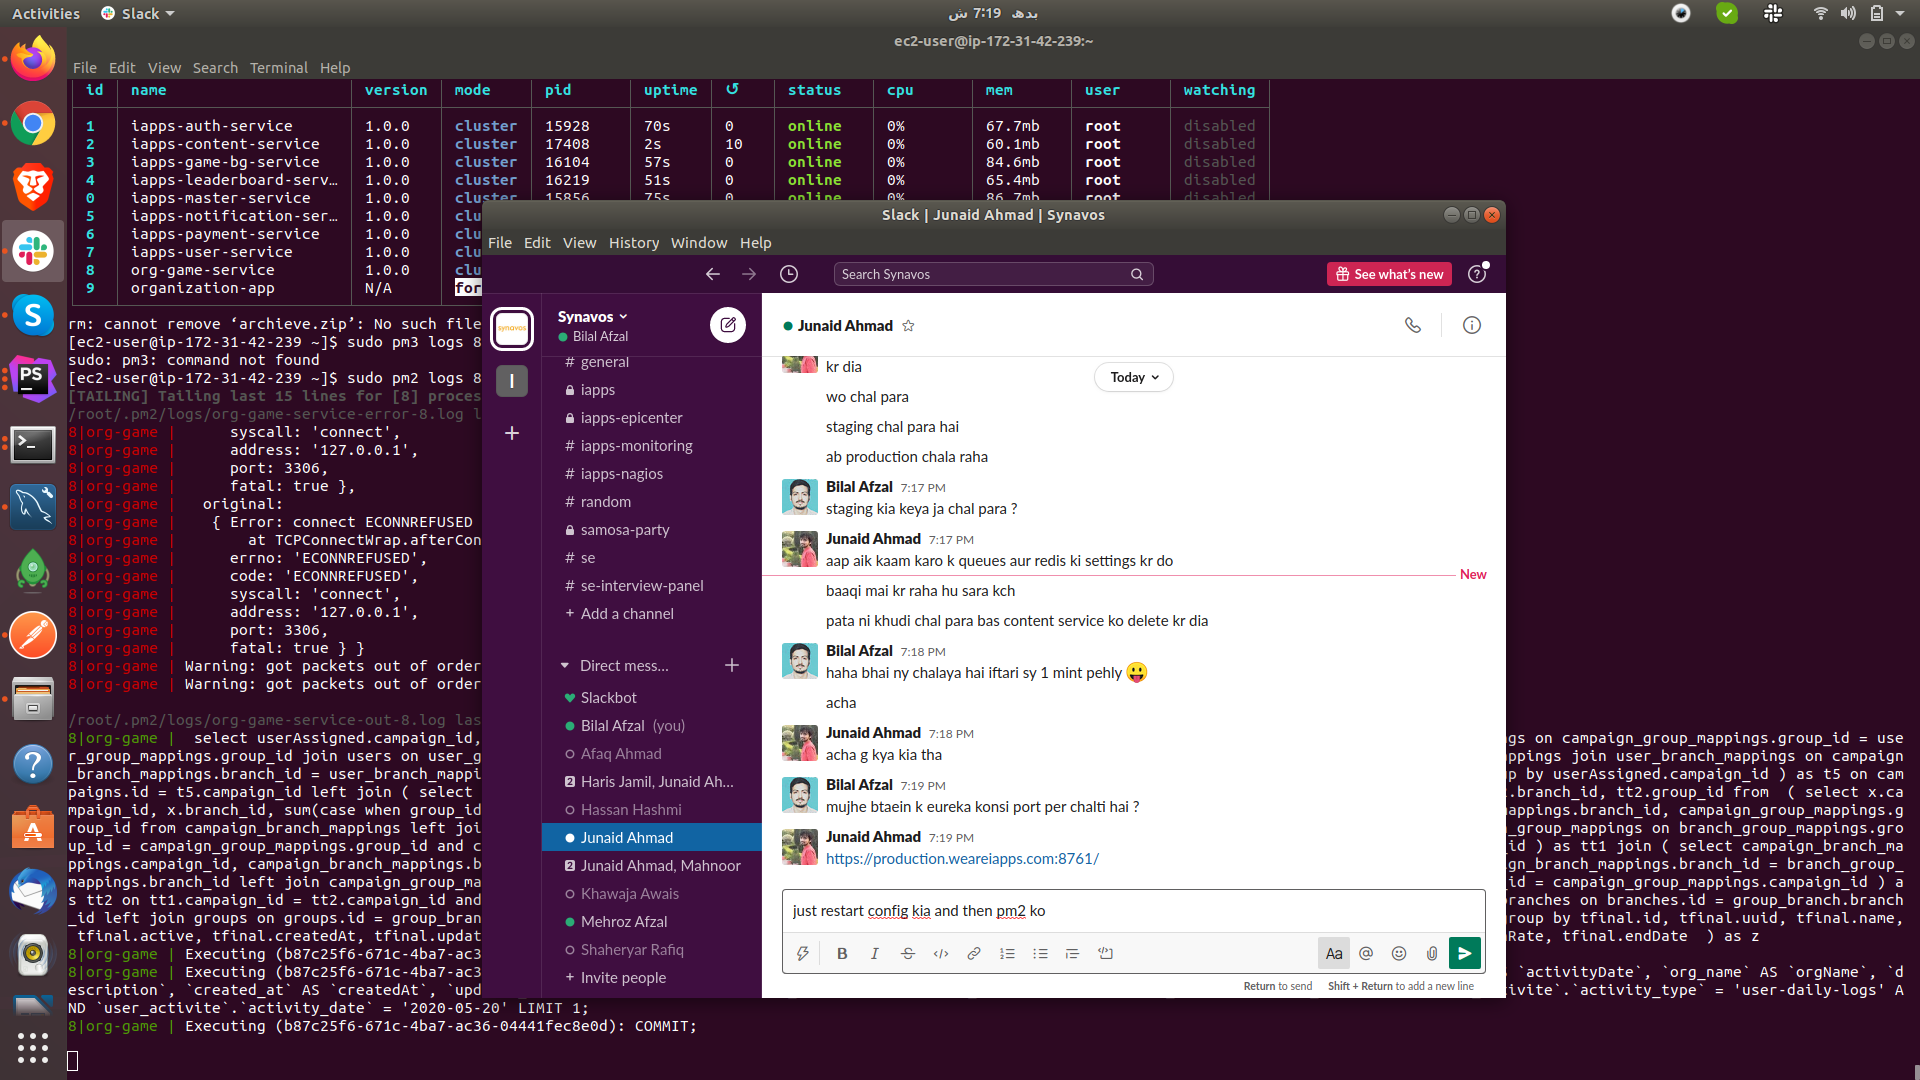 Activities
Slack
بدھ 7:19 ش
ec2-user@ip-172-31-42-239:~
File Edit View Search Terminal Help
id name version mode pid uptime ↺ status cpu mem user watching
1 iapps-auth-service 1.0.0 cluster 15928 70s 0 online 0% 67.7mb root disabled
2 iapps-content-service 1.0.0 cluster 17408 2s 10 online 0% 60.1mb root disabled
3 iapps-game-bg-service 1.0.0 cluster 16104 57s 0 online 0% 84.6mb root disabled
4 iapps-leaderboard-serv… 1.0.0 cluster 16219 51s 0 online 0% 65.4mb root disabled
0 iapps-master-service 1.0.0 cluster 15856 75s 0 online 0% 86.7mb root disabled
5 iapps-notification-ser… 1.0.0 clu
6 iapps-payment-service 1.0.0 clu
7 iapps-user-service 1.0.0 clu
8 org-game-service 1.0.0 clu
9 organization-app N/A for
rm: cannot remove ‘archieve.zip’: No such file
[ec2-user@ip-172-31-42-239 ~]$ sudo pm3 logs 8
sudo: pm3: command not found
[ec2-user@ip-172-31-42-239 ~]$ sudo pm2 logs 8
[TAILING] Tailing last 15 lines for [8] proces
/root/.pm2/logs/org-game-service-error-8.log l
8|org-game | syscall: 'connect',
8|org-game | address: '127.0.0.1',
8|org-game | port: 3306,
8|org-game | fatal: true },
8|org-game | original:
8|org-game | { Error: connect ECONNREFUSED
8|org-game | at TCPConnectWrap.afterCon
8|org-game | errno: 'ECONNREFUSED',
8|org-game | code: 'ECONNREFUSED',
8|org-game | syscall: 'connect',
8|org-game | address: '127.0.0.1',
8|org-game | port: 3306,
8|org-game | fatal: true } }
8|org-game | Warning: got packets out of order
8|org-game | Warning: got packets out of order
/root/.pm2/logs/org-game-service-out-8.log las
8|org-game | select userAssigned.campaign_id,
r_group_mappings.group_id join users on user_g
_branch_mappings.branch_id = user_branch_mappi
paigns.id = t5.campaign_id left join ( select
mpaign_id, x.branch_id, sum(case when group_id
roup_id from campaign_branch_mappings left joi
up_id = campaign_group_mappings.group_id and c
ppings.campaign_id, campaign_branch_mappings.b
mappings.branch_id left join campaign_group_ma
s tt2 on tt1.campaign_id = tt2.campaign_id and
_id left join groups on groups.id = group_bran
 tfinal.active, tfinal.createdAt, tfinal.updat
8|org-game | Executing (b87c25f6-671c-4ba7-ac3
8|org-game | Executing (b87c25f6-671c-4ba7-ac3
escription`, `created_at` AS `createdAt`, `upd
ND `user_activite`.`activity_date` = '2020-05-20' LIMIT 1;
8|org-game | Executing (b87c25f6-671c-4ba7-ac36-04441fec8e0d): COMMIT;
gs on campaign_group_mappings.group_id = use
ppings join user_branch_mappings on campaign
p by userAssigned.campaign_id ) as t5 on cam
.branch_id, tt2.group_id from ( select x.ca
mappings.branch_id, campaign_group_mappings.g
_group_mappings on branch_group_mappings.gro
id ) as tt1 join ( select campaign_branch_ma
gn_branch_mappings.branch_id = branch_group_
_id = campaign_group_mappings.campaign_id ) a
branches on branches.id = group_branch.branch
group by tfinal.id, tfinal.uuid, tfinal.name,
nRate, tfinal.endDate ) as z
 `activityDate`, `org_name` AS `orgName`, `d
ivite`.`activity_type` = 'user-daily-logs' A
Slack | Junaid Ahmad | Synavos
File Edit View History Window Help
Search Synavos
See what's new
synavos
I
Synavos
Bilal Afzal
# general
iapps
iapps-epicenter
# iapps-monitoring
# iapps-nagios
# random
samosa-party
# se
# se-interview-panel
+ Add a channel
Direct mess…
Slackbot
Bilal Afzal (you)
Afaq Ahmad
2 Haris Jamil, Junaid Ah...
Hassan Hashmi
Junaid Ahmad
2 Junaid Ahmad, Mahnoor
Khawaja Awais
Mehroz Afzal
Shaheryar Rafiq
+ Invite people
Junaid Ahmad
Today
kr dia
wo chal para
staging chal para hai
ab production chala raha
Bilal Afzal 7:17 PM
staging kia keya ja chal para ?
Junaid Ahmad 7:17 PM
aap aik kaam karo k queues aur redis ki settings kr do
New
baaqi mai kr raha hu sara kch
pata ni khudi chal para bas content service ko delete kr dia
Bilal Afzal 7:18 PM
haha bhai ny chalaya hai iftari sy 1 mint pehly 😛
acha
Junaid Ahmad 7:18 PM
acha g kya kia tha
Bilal Afzal 7:19 PM
mujhe btaein k eureka konsi port per chalti hai ?
Junaid Ahmad 7:19 PM
https://production.weareiapps.com:8761/
just restart config kia and then pm2 ko
B I S Aa @
Return to send Shift + Return to add a new line